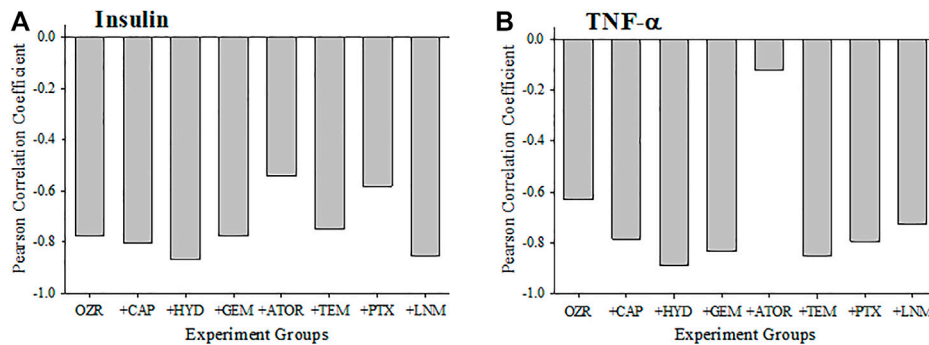 A
Insulin
Pearson Correlation Coefficient
0.0
-0.2
-0.4
-0.6
-0.8
-1.0
OZR +CAP +HYD +GEM +ATOR +TEM +PTX +LNM
Experiment Groups
B
TNF-α
Pearson Correlation Coefficient
0.0
-0.2
-0.4
-0.6
-0.8
-1.0
OZR +CAP +HYD +GEM +ATOR +TEM +PTX +LNM
Experiment Groups